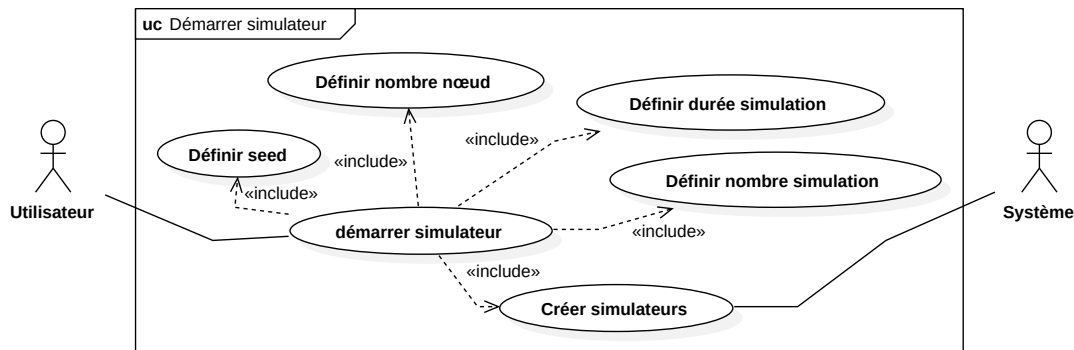 uc Démarrer simulateur
Définir nombre nœud
Définir durée simulation
«include»
Définir seed
«include»
Définir nombre simulation
«include»
Utilisateur
Système
démarrer simulateur
«include»
«include»
Créer simulateurs